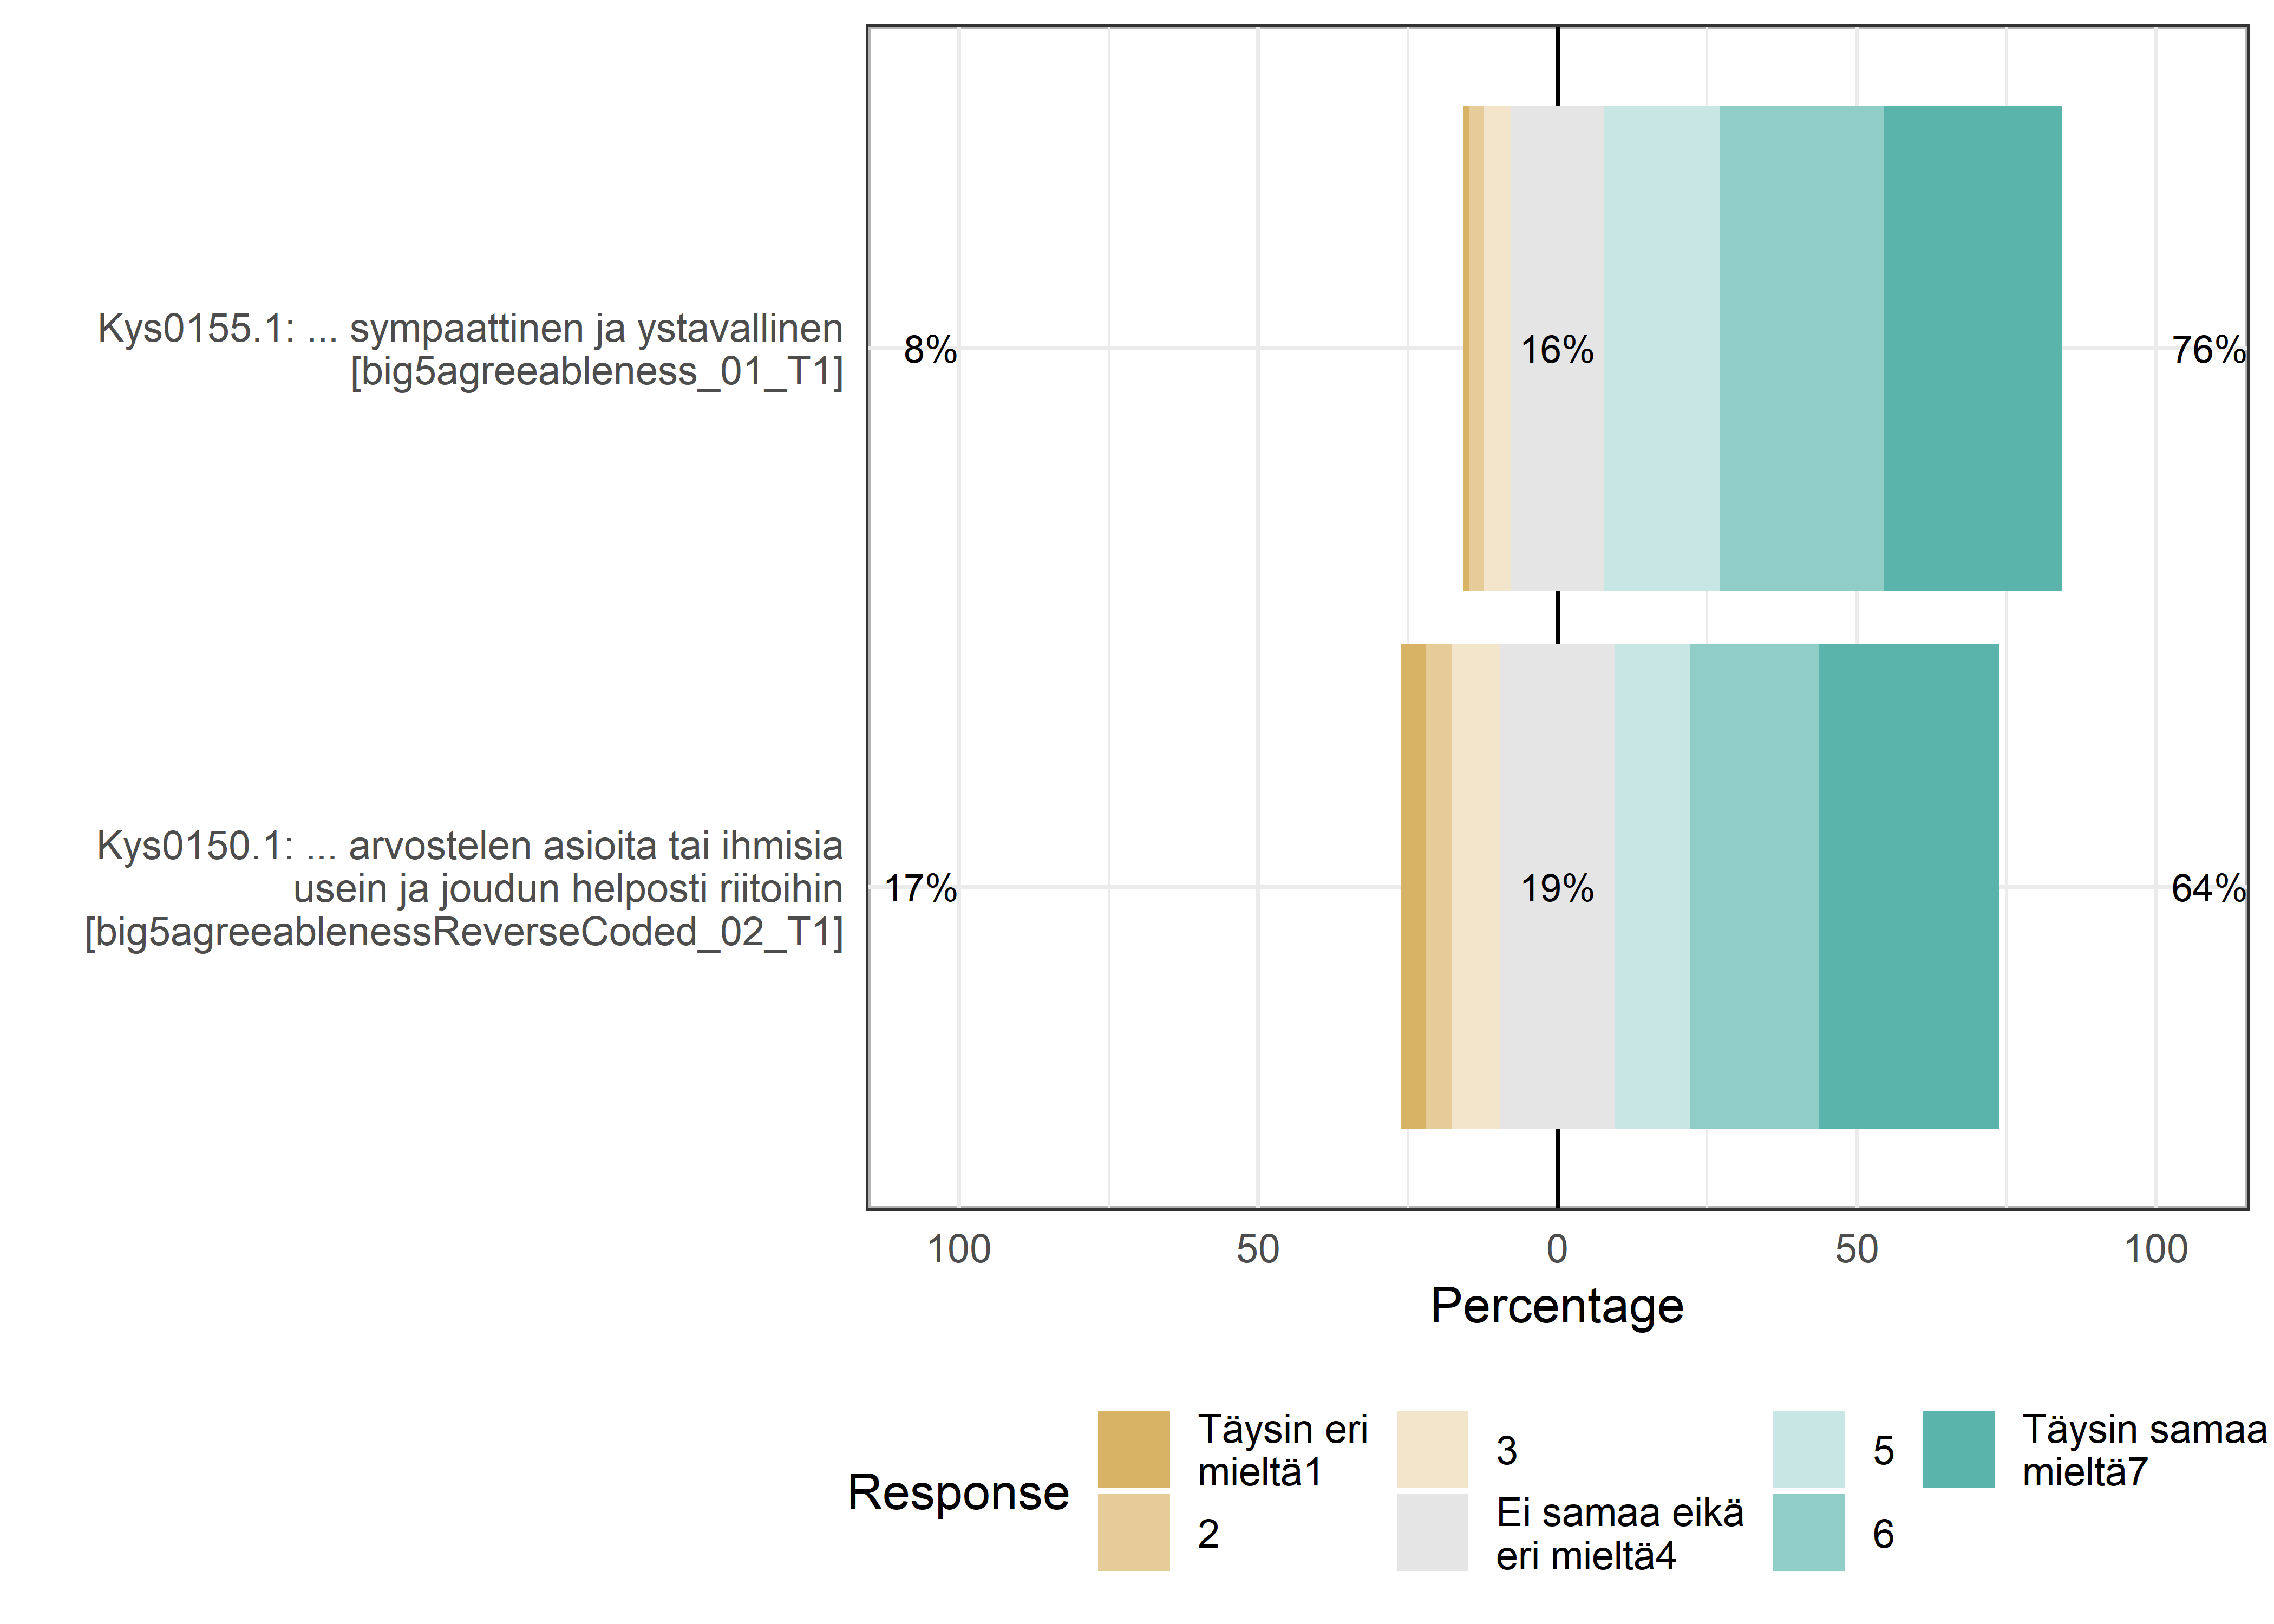 Kys0155.1: ... sympaattinen ja ystavallinen
[big5agreeableness_01_T1]
8%
16%
76%
Kys0150.1: ... arvostelen asioita tai ihmisia
usein ja joudun helposti riitoihin
[big5agreeablenessReverseCoded_02_T1]
17%
19%
64%
100
50
0
50
100
Percentage
Response
Täysin eri
mieltä1
2
3
Ei samaa eikä
eri mieltä4
5
6
Täysin samaa
mieltä7